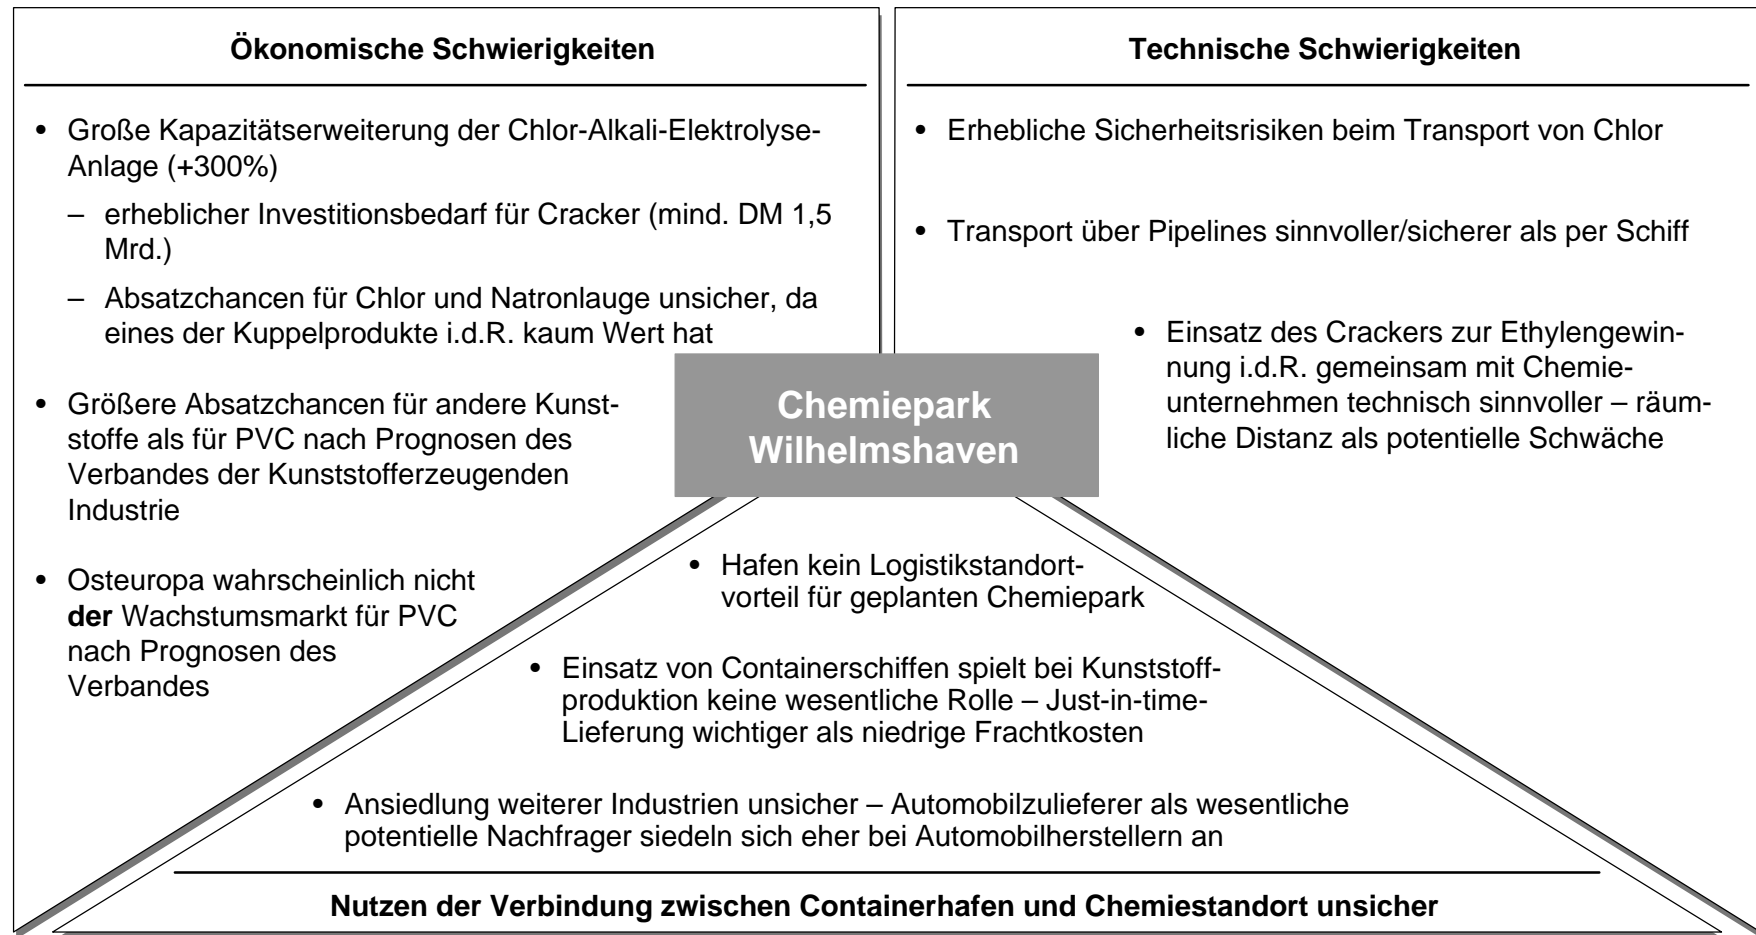 Ökonomische Schwierigkeiten
• Große Kapazitätserweiterung der Chlor-Alkali-Elektrolyse-
Anlage (+300%)
– erheblicher Investitionsbedarf für Cracker (mind. DM 1,5
Mrd.)
– Absatzchancen für Chlor und Natronlauge unsicher, da
eines der Kuppelprodukte i.d.R. kaum Wert hat
• Größere Absatzchancen für andere Kunst-
stoffe als für PVC nach Prognosen des
Verbandes der Kunststofferzeugenden
Industrie
• Osteuropa wahrscheinlich nicht
der Wachstumsmarkt für PVC
nach Prognosen des
Verbandes
Technische Schwierigkeiten
• Erhebliche Sicherheitsrisiken beim Transport von Chlor
• Transport über Pipelines sinnvoller/sicherer als per Schiff
• Einsatz des Crackers zur Ethylengewin-
nung i.d.R. gemeinsam mit Chemie-
unternehmen technisch sinnvoller – räum-
liche Distanz als potentielle Schwäche
Chemiepark
Wilhelmshaven
• Hafen kein Logistikstandort-
vorteil für geplanten Chemiepark
• Einsatz von Containerschiffen spielt bei Kunststoff-
produktion keine wesentliche Rolle – Just-in-time-
Lieferung wichtiger als niedrige Frachtkosten
• Ansiedlung weiterer Industrien unsicher – Automobilzulieferer als wesentliche
potentielle Nachfrager siedeln sich eher bei Automobilherstellern an
Nutzen der Verbindung zwischen Containerhafen und Chemiestandort unsicher